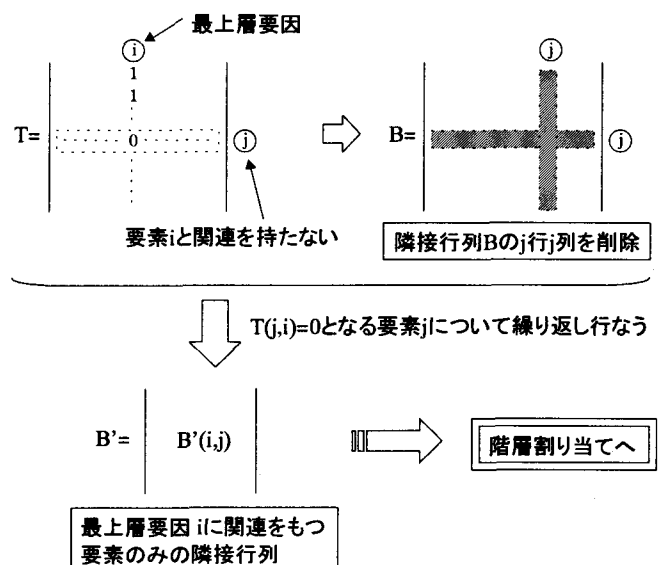 最上層要因
i
1
1
T=
0
j
要素iと関連を持たない
j
B=
j
隣接行列Bのj行j列を削除
T(j,i)=0となる要素jについて繰り返し行なう
B’=
B’(i,j)
階層割り当てへ
最上層要因 iに関連をもつ
要素のみの隣接行列